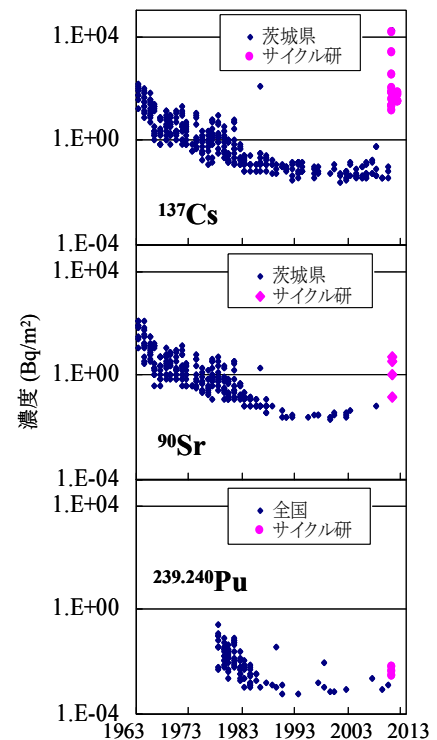 濃度 (Bq/m²)
1.E+04
1.E+00
1.E-04
茨城県
サイクル研
¹³⁷Cs
1.E+04
1.E+00
1.E-04
茨城県
サイクル研
⁹⁰Sr
1.E+04
1.E+00
1.E-04
全国
サイクル研
²³⁹·²⁴⁰Pu
1963 1973 1983 1993 2003 2013